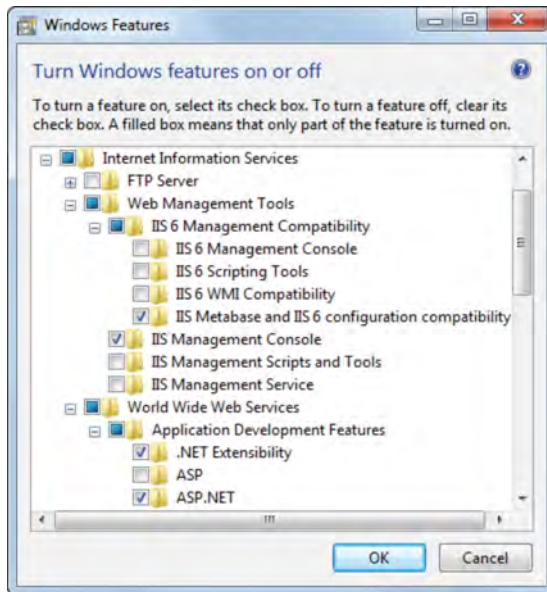 Windows Features
Turn Windows features on or off
To turn a feature on, select its check box. To turn a feature off, clear its
check box. A filled box means that only part of the feature is turned on.
Internet Information Services
FTP Server
Web Management Tools
IIS 6 Management Compatibility
IIS 6 Management Console
IIS 6 Scripting Tools
IIS 6 WMI Compatibility
IIS Metabase and IIS 6 configuration compatibility
IIS Management Console
IIS Management Scripts and Tools
IIS Management Service
World Wide Web Services
Application Development Features
.NET Extensibility
ASP
ASP.NET
OK Cancel